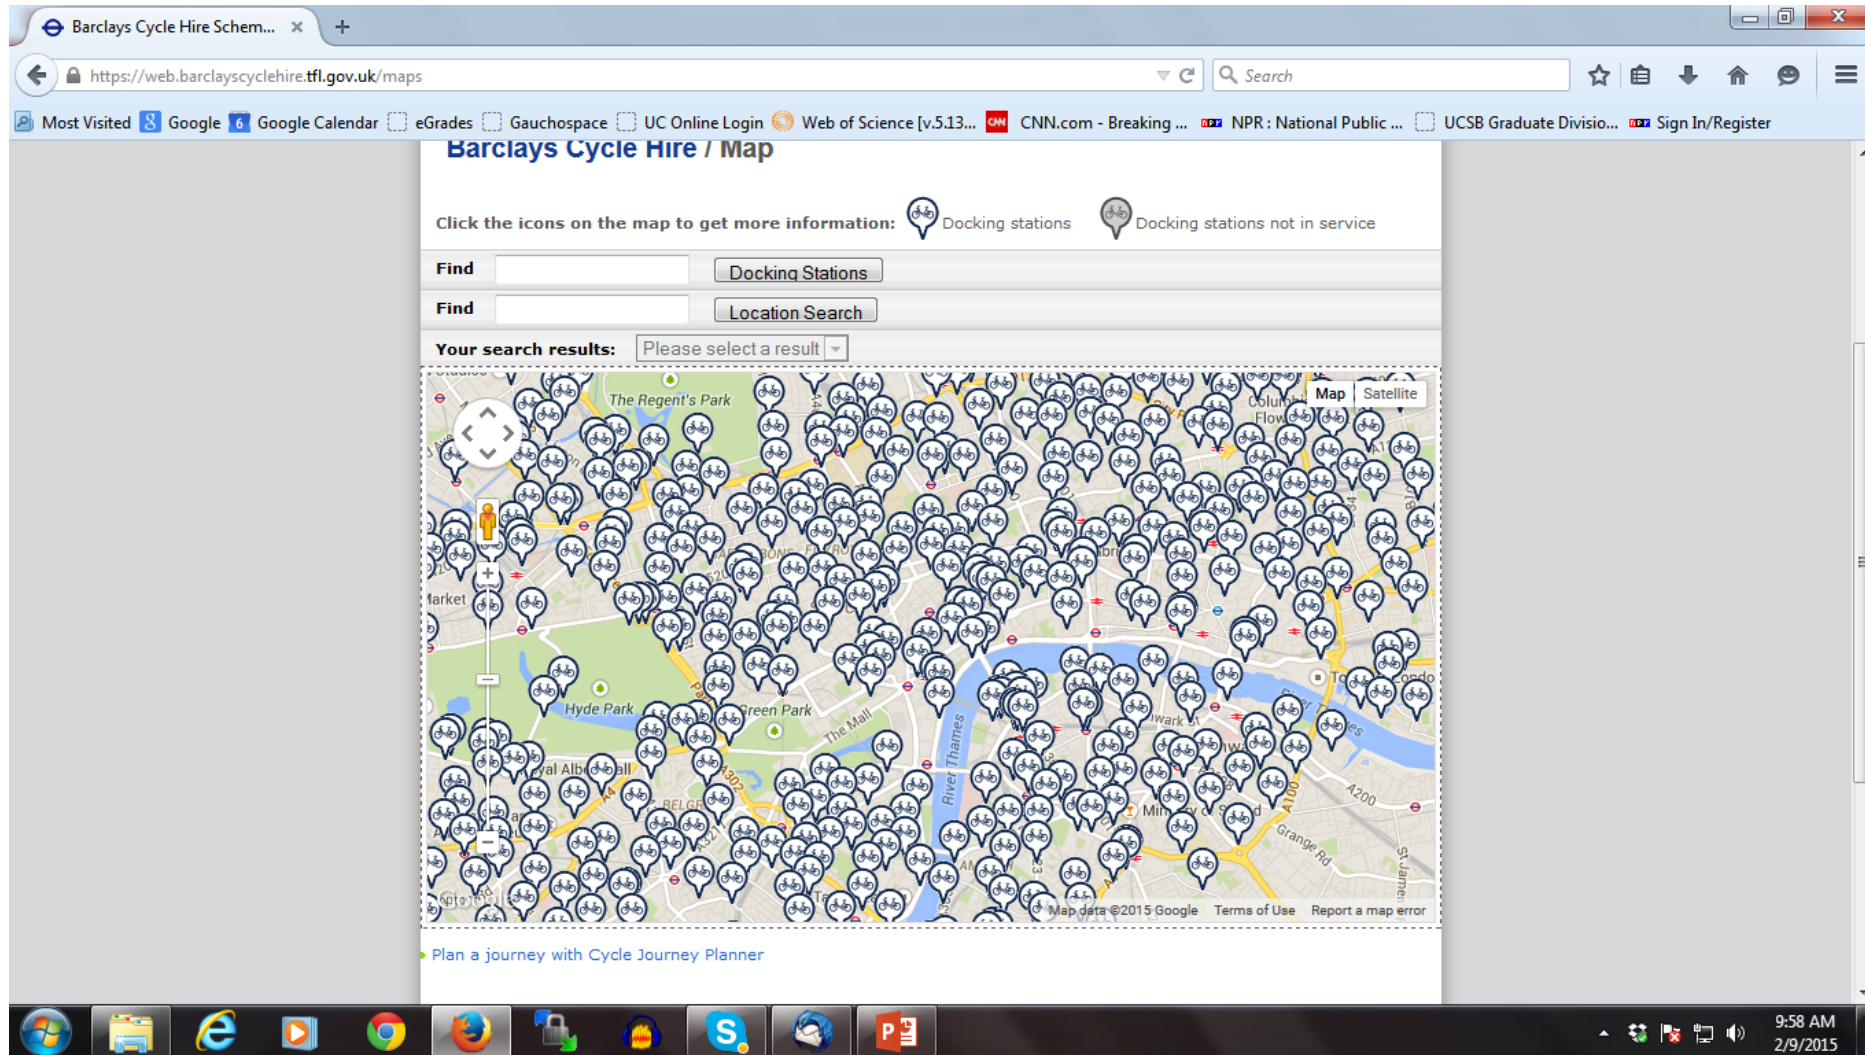 Barclays Cycle Hire Schem...
https://web.barclayscyclehire.tfl.gov.uk/maps
Search
Most Visited Google Google Calendar eGrades Gauchospace UC Online Login Web of Science [v.5.13... CNN.com - Breaking ... NPR : National Public ... UCSB Graduate Divisio... Sign In/Register
Barclays Cycle Hire / Map
Click the icons on the map to get more information: Docking stations Docking stations not in service
Find Docking Stations
Find Location Search
Your search results: Please select a result
Map Satellite
The Regent's Park
Hyde Park
Green Park
The Mall
River Thames
A4
A302
A100
A200
Grange Rd
Map data ©2015 Google Terms of Use Report a map error
Plan a journey with Cycle Journey Planner
9:58 AM
2/9/2015